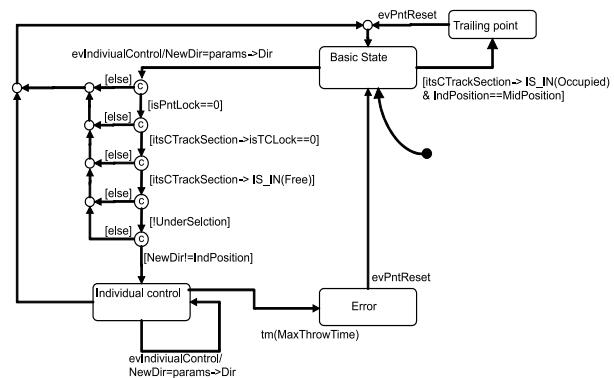 evPntReset
Trailing point
evIndiviualControl/NewDir=params->Dir
Basic State
[itsCTrackSection-> IS_IN(Occupied)
& IndPosition==MidPosition]
[else]
C
[isPntLock==0]
[else]
C
[itsCTrackSection->isTCLock==0]
[else]
C
[itsCTrackSection-> IS_IN(Free)]
[else]
C
[!UnderSelction]
[else]
C
[NewDir!=IndPosition]
evPntReset
Individual control
Error
tm(MaxThrowTime)
evIndiviualControl/
NewDir=params->Dir